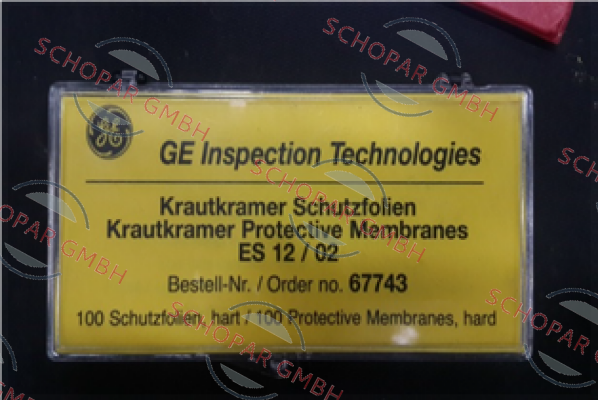 GE Inspection Technologies
Krautkramer Schutzfolien
Krautkramer Protective Membranes
ES 12 / 02
Bestell-Nr. / Order no. 67743
100 Schutzfolien, hart / 100 Protective Membranes, hard
SCHOPAR GMBH
SCHOPAR GMBH
SCHOPAR GMBH
SCHOPAR GMBH
SCHOPAR GMBH
SCHOPAR GMBH